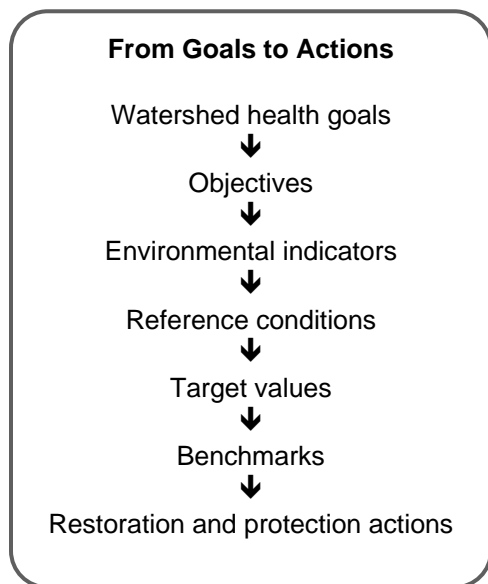 From Goals to Actions
Watershed health goals
Objectives
Environmental indicators
Reference conditions
Target values
Benchmarks
Restoration and protection actions